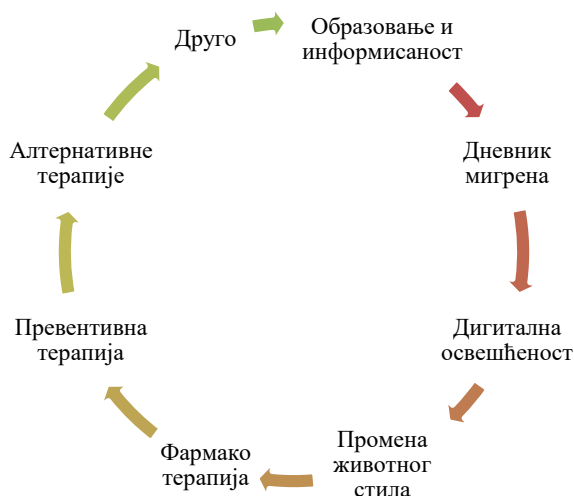 Образовање и
информисаност
Дневник
мигрена
Дигитална
освешћеност
Промена
животног
стила
Фармако
терапија
Превентивна
терапија
Алтернативне
терапије
Друго